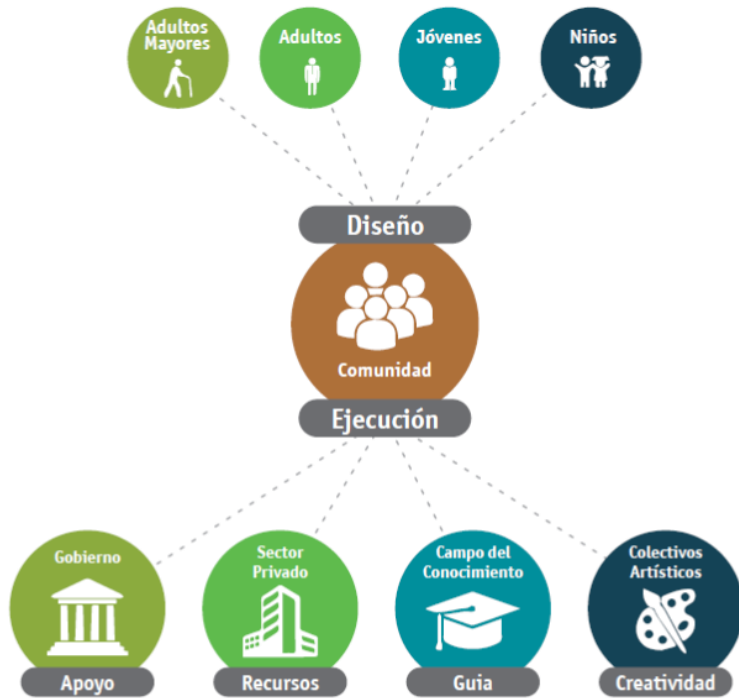 Adultos
Mayores
Adultos
Jóvenes
Niños
Diseño
Comunidad
Ejecución
Gobierno
Sector
Privado
Campo del
Conocimiento
Colectivos
Artísticos
Apoyo
Recursos
Guia
Creatividad